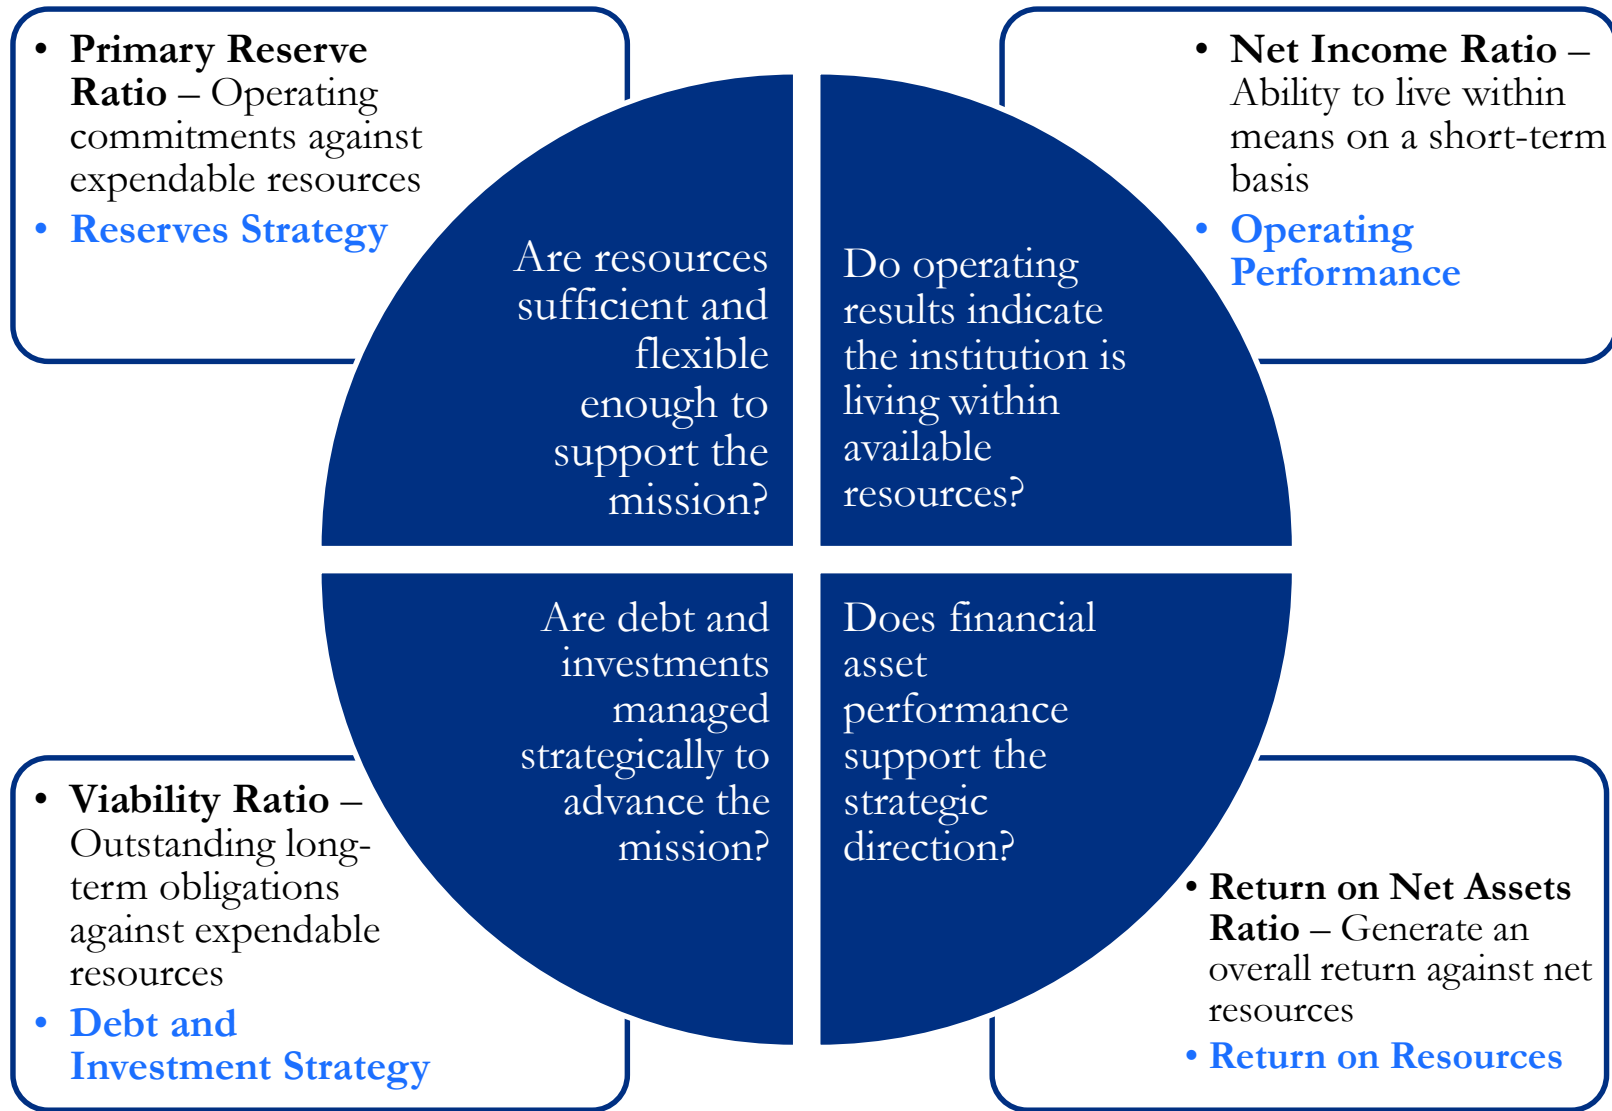 • Primary Reserve
Ratio – Operating
commitments against
expendable resources
• Reserves Strategy
• Net Income Ratio –
Ability to live within
means on a short-term
basis
• Operating
Performance
Are resources
sufficient and
flexible
enough to
support the
mission?
Do operating
results indicate
the institution is
living within
available
resources?
Are debt and
investments
managed
strategically to
advance the
mission?
Does financial
asset
performance
support the
strategic
direction?
• Viability Ratio –
Outstanding long-
term obligations
against expendable
resources
• Debt and
Investment Strategy
• Return on Net Assets
Ratio – Generate an
overall return against net
resources
• Return on Resources